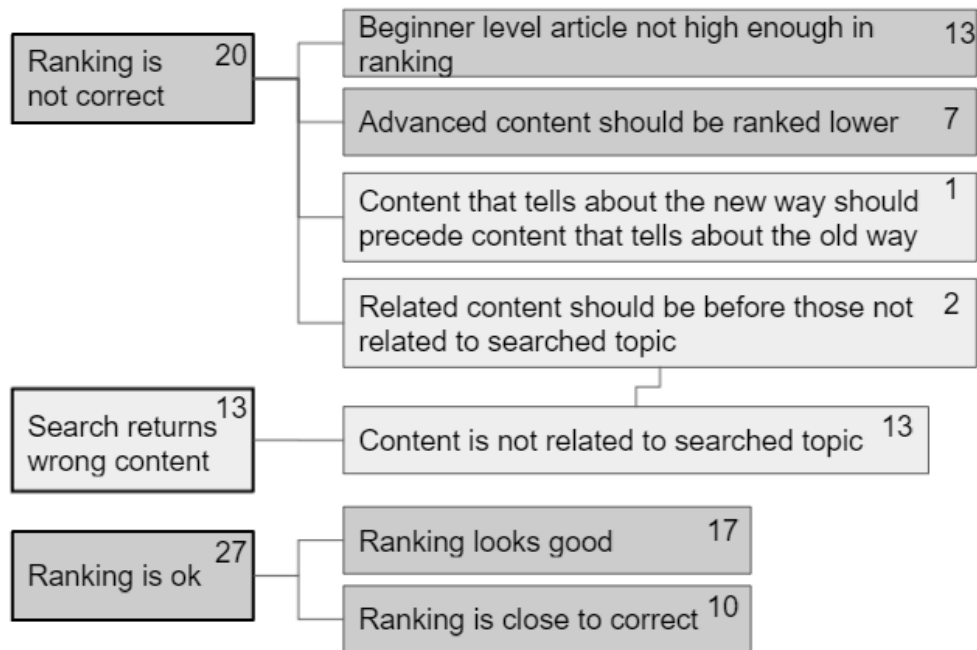 Ranking is not correct 20
Beginner level article not high enough in ranking 13
Advanced content should be ranked lower 7
Content that tells about the new way should precede content that tells about the old way 1
Related content should be before those not related to searched topic 2
Search returns wrong content 13
Content is not related to searched topic 13
Ranking is ok 27
Ranking looks good 17
Ranking is close to correct 10